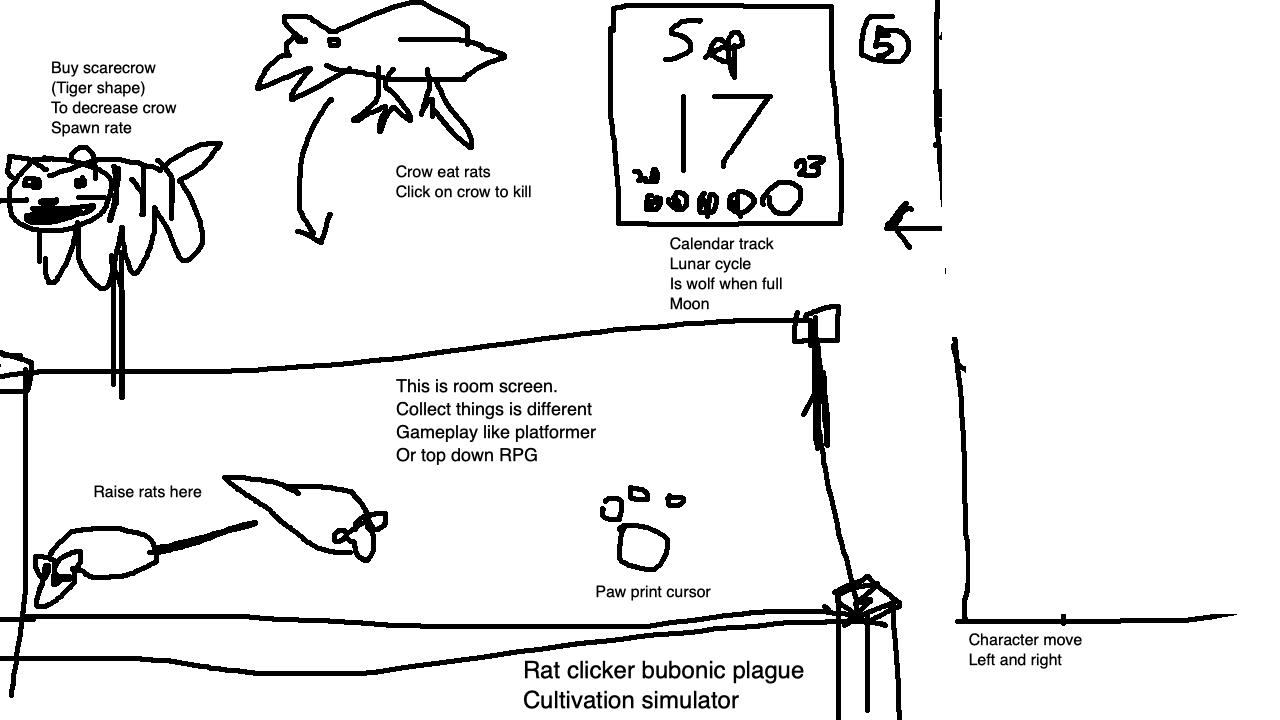 Buy scarecrow
(Tiger shape)
To decrease crow
Spawn rate
Crow eat rats
Click on crow to kill
Sep
17
28
23
5
Calendar track
Lunar cycle
Is wolf when full
Moon
This is room screen.
Collect things is different
Gameplay like platformer
Or top down RPG
Raise rats here
Paw print cursor
Character move
Left and right
Rat clicker bubonic plague
Cultivation simulator